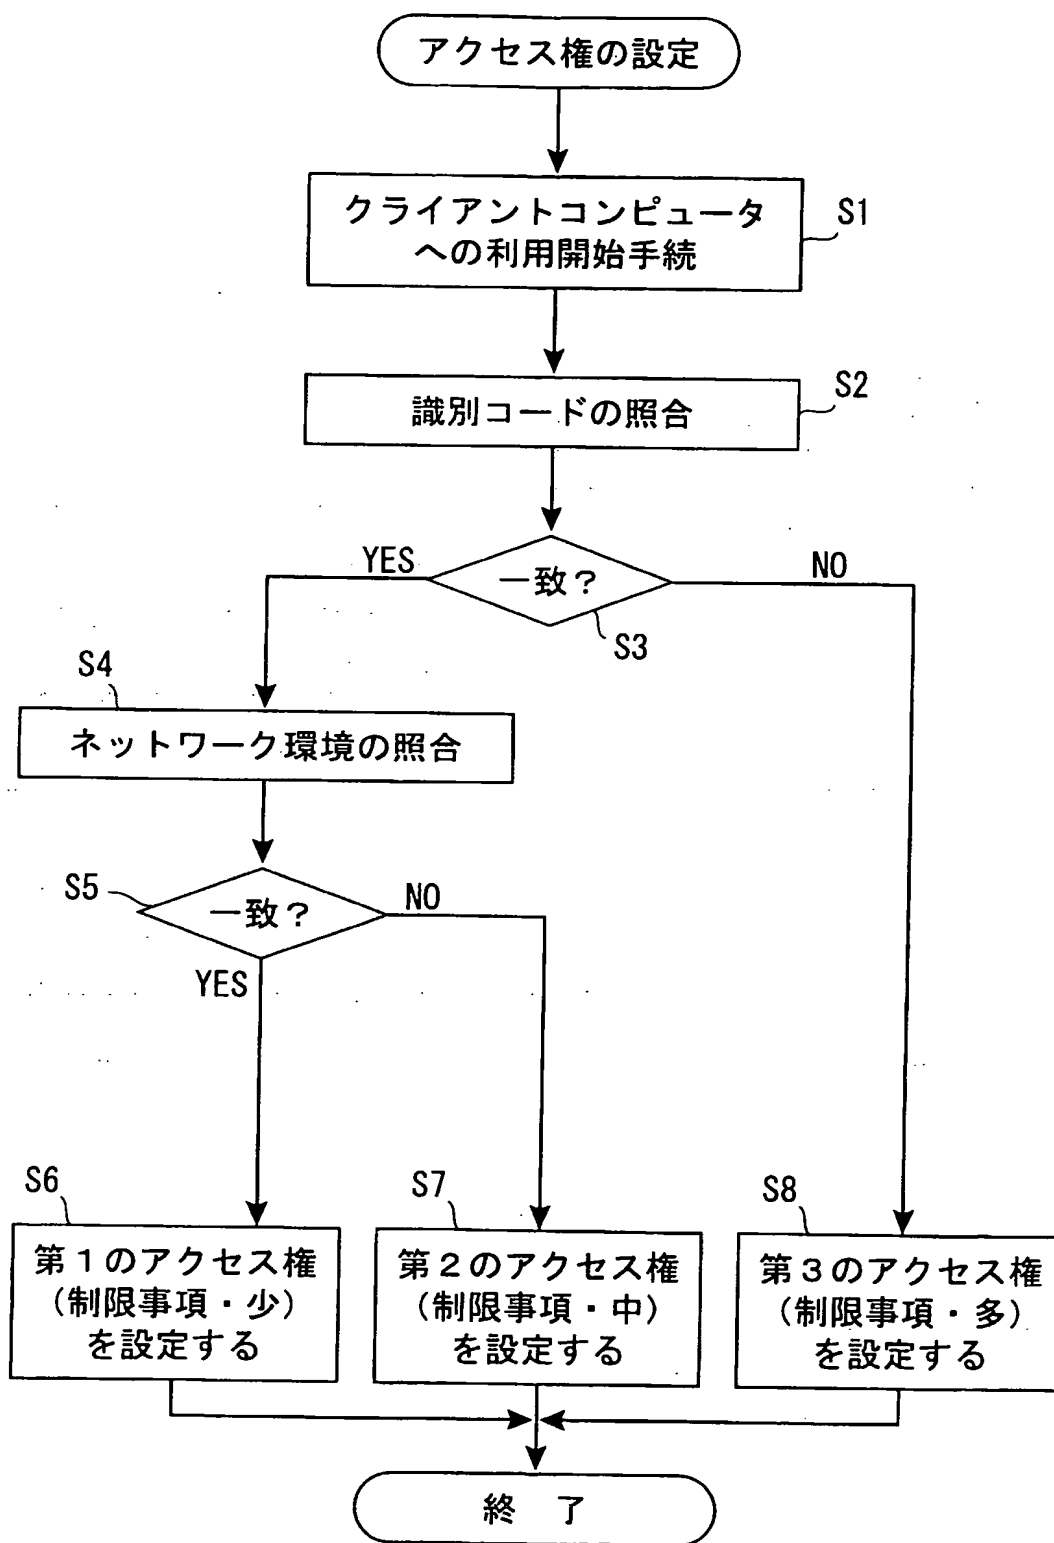 アクセス権の設定
クライアントコンピュータ
への利用開始手続
S1
識別コードの照合
S2
一致？
YES
NO
S3
S4
ネットワーク環境の照合
S5
一致？
NO
YES
S6
第１のアクセス権
（制限事項・少）
を設定する
S7
第２のアクセス権
（制限事項・中）
を設定する
S8
第３のアクセス権
（制限事項・多）
を設定する
終　了